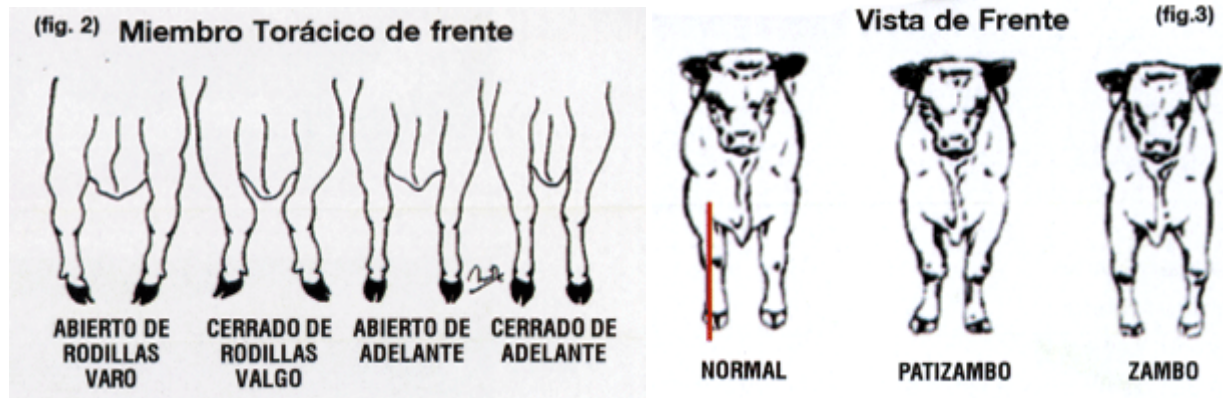 (fig. 2) Miembro Torácico de frente
ABIERTO DE
RODILLAS
VARO
CERRADO DE
RODILLAS
VALGO
ABIERTO DE
ADELANTE
CERRADO DE
ADELANTE
Vista de Frente (fig.3)
NORMAL
PATIZAMBO
ZAMBO